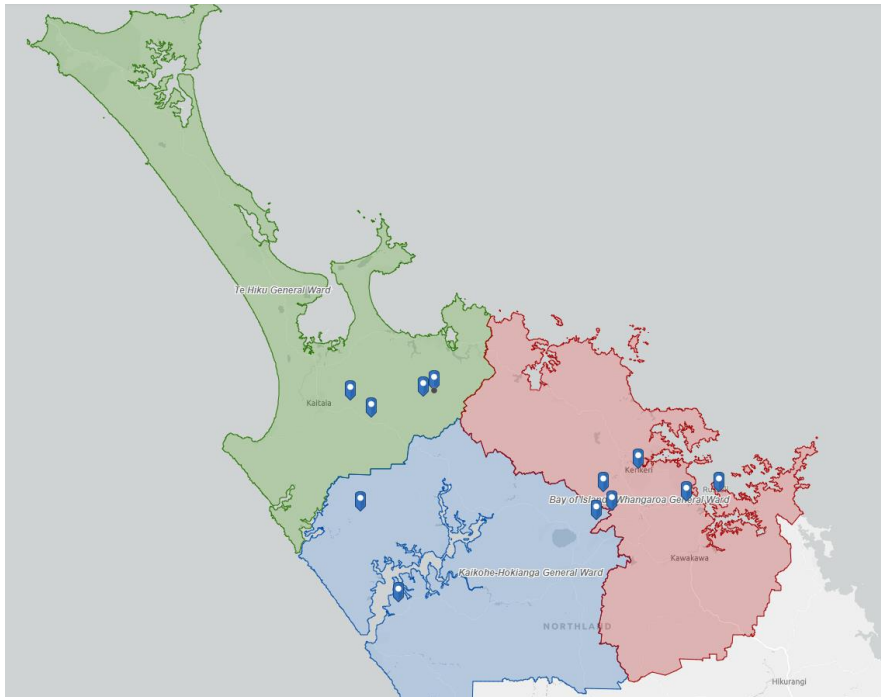 Te Hiku General Ward
Kaitaia
Kerikeri
Bay of Islands-Whangaroa General Ward
Kawakawa
Kaikohe-Hokianga General Ward
NORTHLAND
Hikurangi